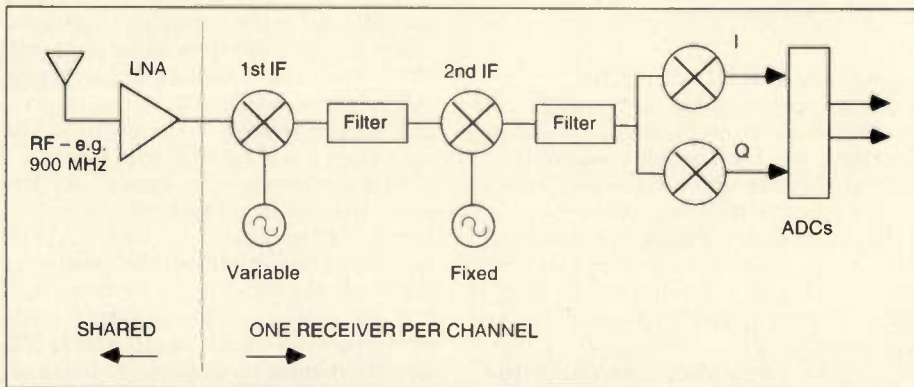 LNA
1st IF
2nd IF
I
Filter
Filter
RF – e.g.
900 MHz
Q
ADCs
Variable
Fixed
SHARED
ONE RECEIVER PER CHANNEL